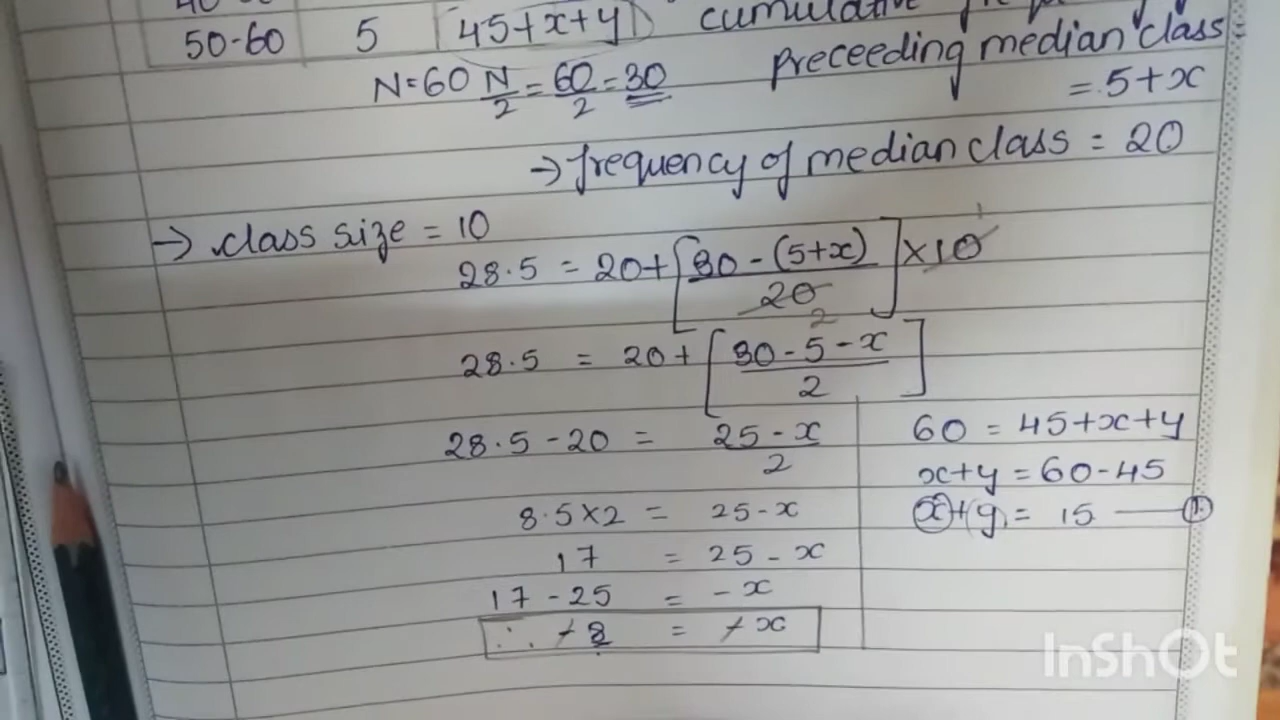 50-60 5 45+x+y cumulative
N=60 N/2 = 60/2 = 30 preceeding median class =
= 5+x
→ frequency of median class = 20
→ class size = 10
28.5 = 20+[30-(5+x)/20]×10
2
28.5 = 20+[30-5-x/2]
28.5-20 = 25-x/2 60 = 45+x+y
x+y = 60-45
8.5×2 = 25-x x+y = 15 —— ①
17 = 25-x
17-25 = -x
∴ -8 = -x
InShOt